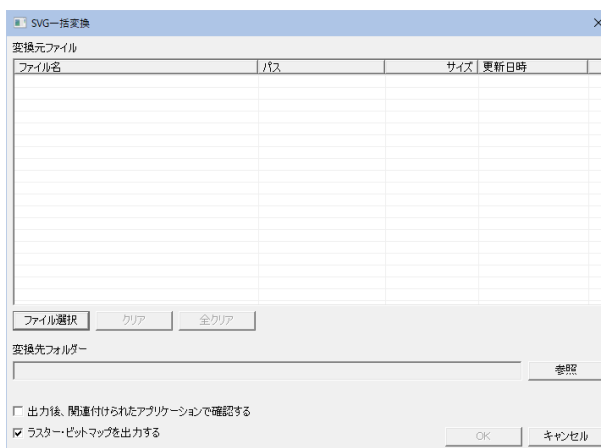 SVG一括変換
変換元ファイル
ファイル名 パス サイズ 更新日時
ファイル選択 クリア 全クリア
変換先フォルダー
参照
出力後、関連付けられたアプリケーションで確認する
ラスター・ビットマップを出力する
OK キャンセル